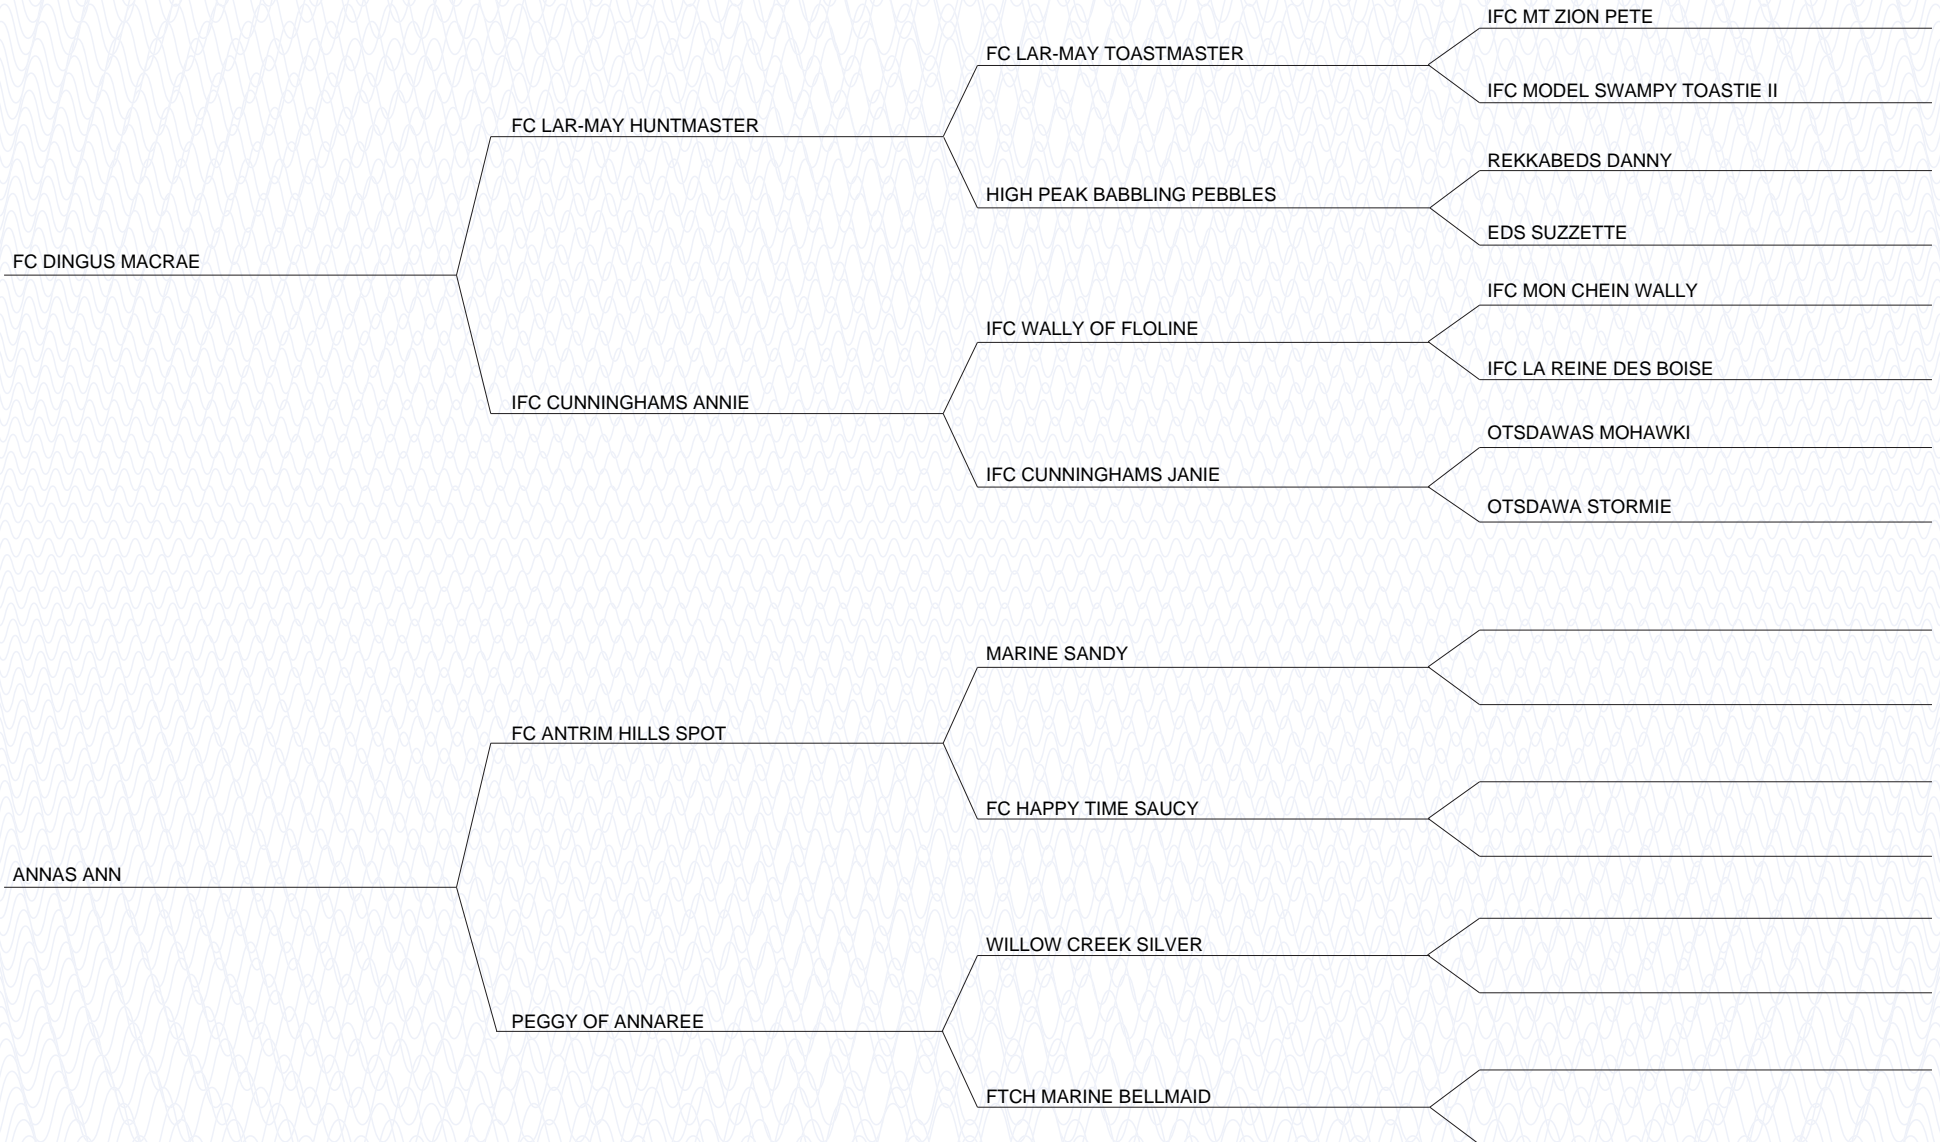 IFC MT ZION PETE
FC LAR-MAY TOASTMASTER
IFC MODEL SWAMPY TOASTIE II
FC LAR-MAY HUNTMASTER
REKKABEDS DANNY
HIGH PEAK BABBLING PEBBLES
EDS SUZZETTE
FC DINGUS MACRAE
IFC MON CHEIN WALLY
IFC WALLY OF FLOLINE
IFC LA REINE DES BOISE
IFC CUNNINGHAMS ANNIE
OTSDAWAS MOHAWKI
IFC CUNNINGHAMS JANIE
OTSDAWA STORMIE
MARINE SANDY
FC ANTRIM HILLS SPOT
FC HAPPY TIME SAUCY
ANNAS ANN
WILLOW CREEK SILVER
PEGGY OF ANNAREE
FTCH MARINE BELLMAID